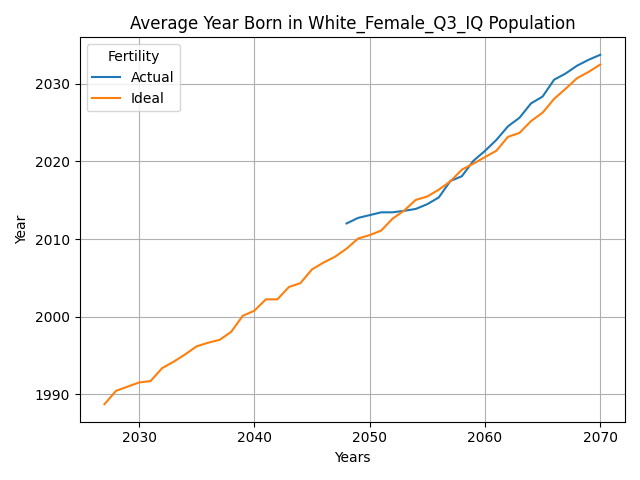 Average Year Born in White_Female_Q3_IQ Population
Fertility
Actual
Ideal
Year
2030
2020
2010
2000
1990
2030 2040 2050 2060 2070
Years